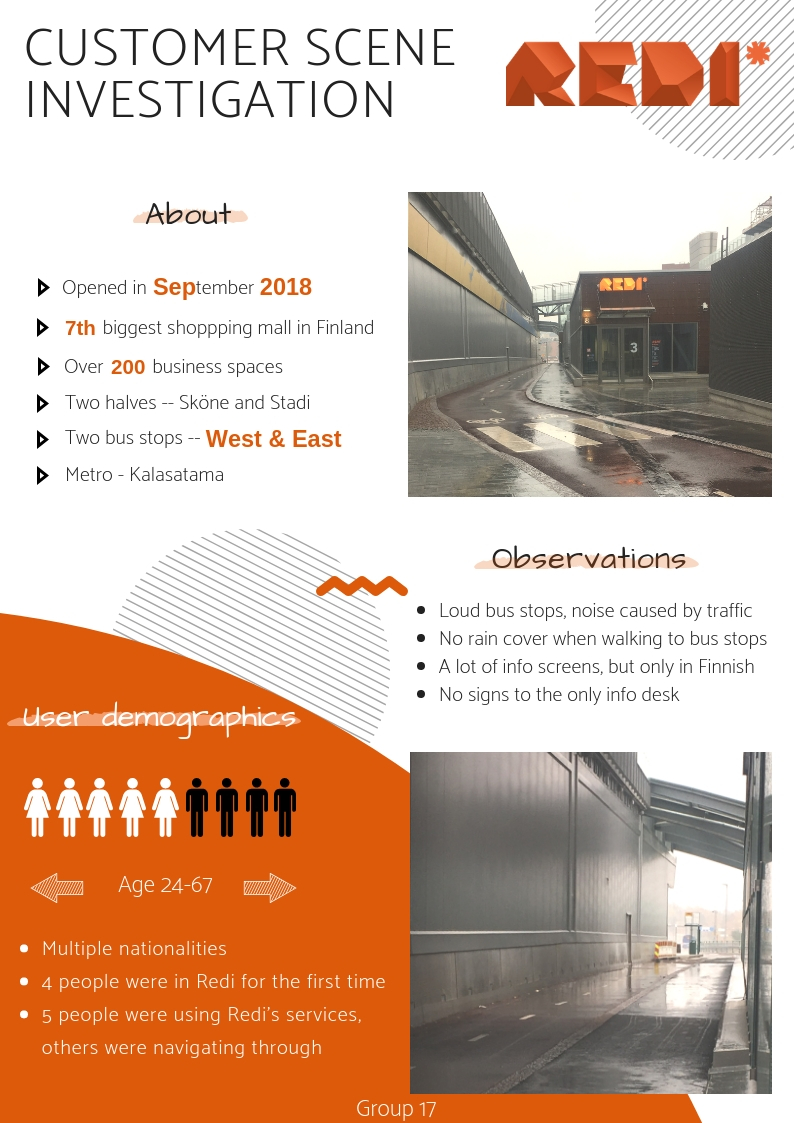 CUSTOMER SCENE
INVESTIGATION
REDI*
About
Opened in September 2018
7th biggest shoppping mall in Finland
Over 200 business spaces
Two halves -- Sköne and Stadi
Two bus stops -- West & East
Metro - Kalasatama
REDI*
3
Observations
Loud bus stops, noise caused by traffic
No rain cover when walking to bus stops
A lot of info screens, but only in Finnish
No signs to the only info desk
User demographics
Age 24-67
Multiple nationalities
4 people were in Redi for the first time
5 people were using Redi's services,
others were navigating through
Group 17